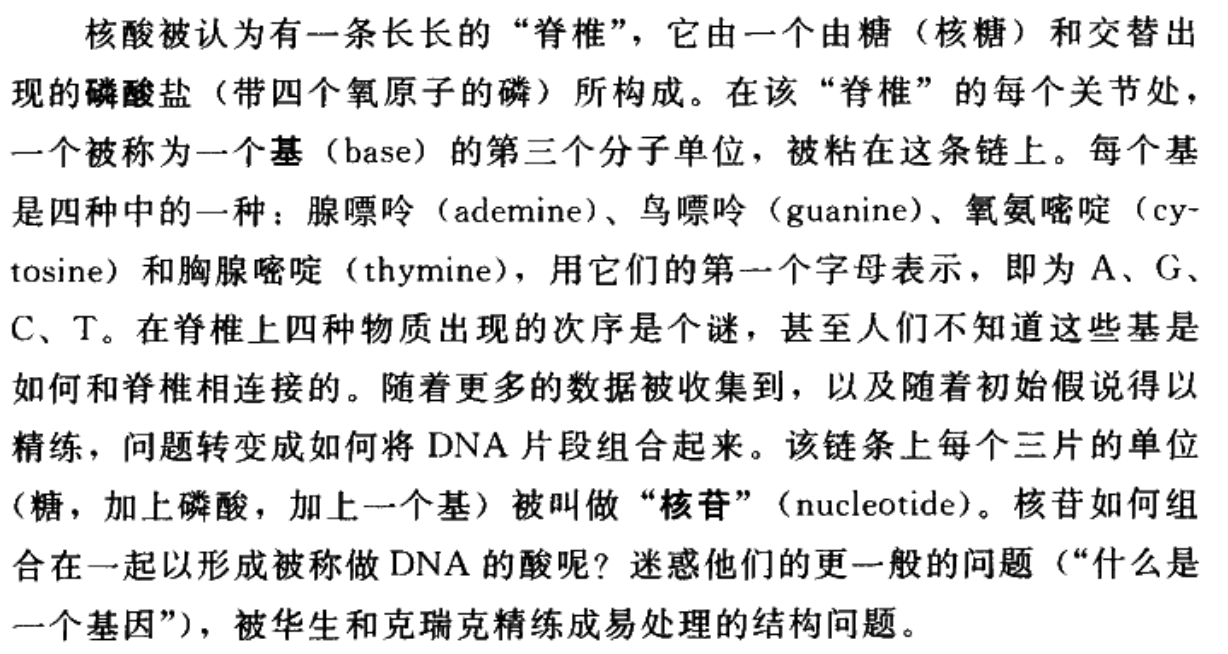 核酸被认为有一条长长的“脊椎”，它由一个由糖（核糖）和交替出
现的磷酸盐（带四个氧原子的磷）所构成。在该“脊椎”的每个关节处，
一个被称为一个基（base）的第三个分子单位，被粘在这条链上。每个基
是四种中的一种：腺嘌呤（ademine）、鸟嘌呤（guanine）、氧氨嘧啶（cy-
tosine）和胸腺嘧啶（thymine），用它们的第一个字母表示，即为 A、G、
C、T。在脊椎上四种物质出现的次序是个谜，甚至人们不知道这些基是
如何和脊椎相连接的。随着更多的数据被收集到，以及随着初始假说得以
精练，问题转变成如何将 DNA 片段组合起来。该链条上每个三片的单位
（糖，加上磷酸，加上一个基）被叫做“核苷”（nucleotide）。核苷如何组
合在一起以形成被称做 DNA 的酸呢？迷惑他们的更一般的问题（“什么是
一个基因”），被华生和克瑞克精练成易处理的结构问题。